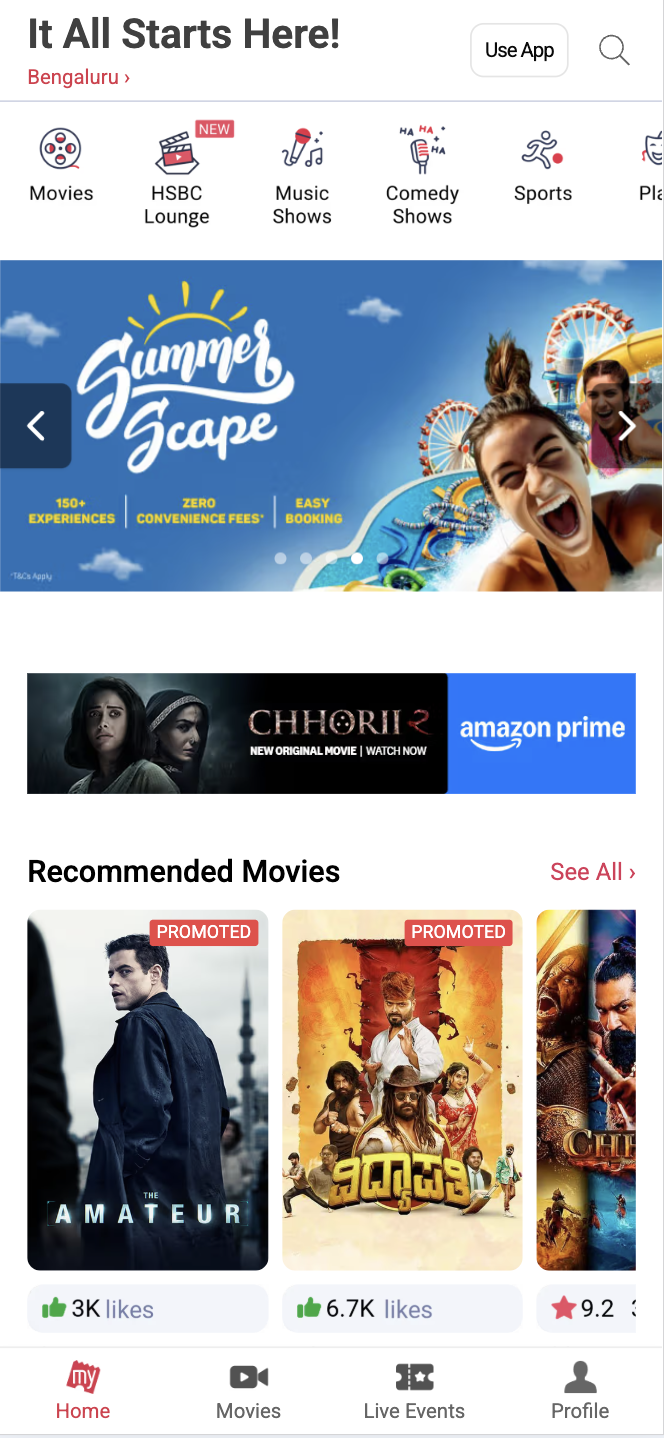 It All Starts Here!
Bengaluru ›
Use App
NEW
Movies
HSBC
Lounge
Music
Shows
HA HA HA
Comedy
Shows
Sports
Pla
Summer
Scape
150+
EXPERIENCES
ZERO
CONVENIENCE FEES*
EASY
BOOKING
*T&Cs Apply
CHHORII 2
NEW ORIGINAL MOVIE | WATCH NOW
amazon prime
Recommended Movies
See All ›
PROMOTED
THE
AMATEUR
PROMOTED
ವಿದ್ಯಾಪತಿ
CHH
3K likes
6.7K likes
9.2
my
Home
Movies
Live Events
Profile